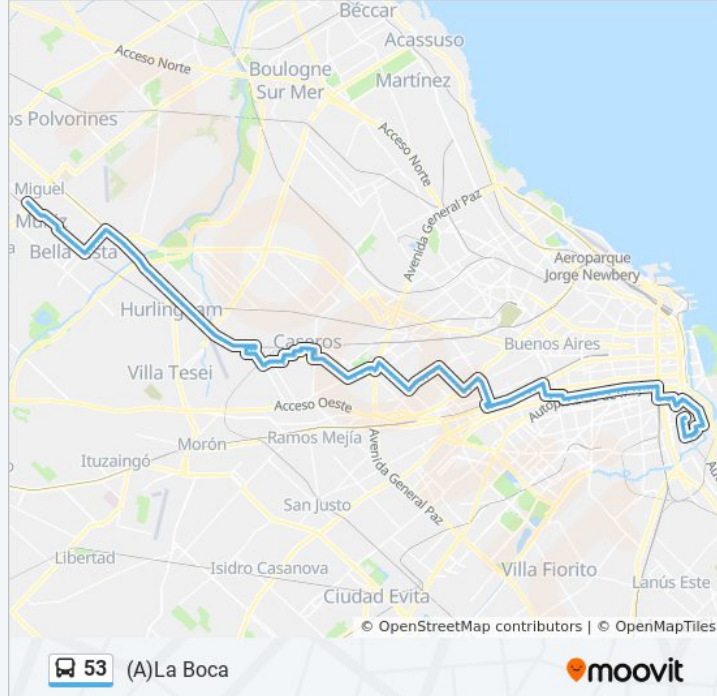 Béccar
Acassuso
Acceso Norte
Boulogne
Sur Mer
Martínez
os Polvorines
Acceso Norte
Miguel
Avenida General Paz
Bella Vista
Aeroparque
Jorge Newbery
Hurlingham
Caseros
Buenos Aires
Villa Tesei
Acceso Oeste
Morón
Ramos Mejía
Ituzaingó
Avenida General Paz
San Justo
Libertad
Isidro Casanova
Villa Fiorito
Lanús Este
Ciudad Evita
© OpenStreetMap contributors | © OpenMapTiles
53 (A)La Boca
moovit